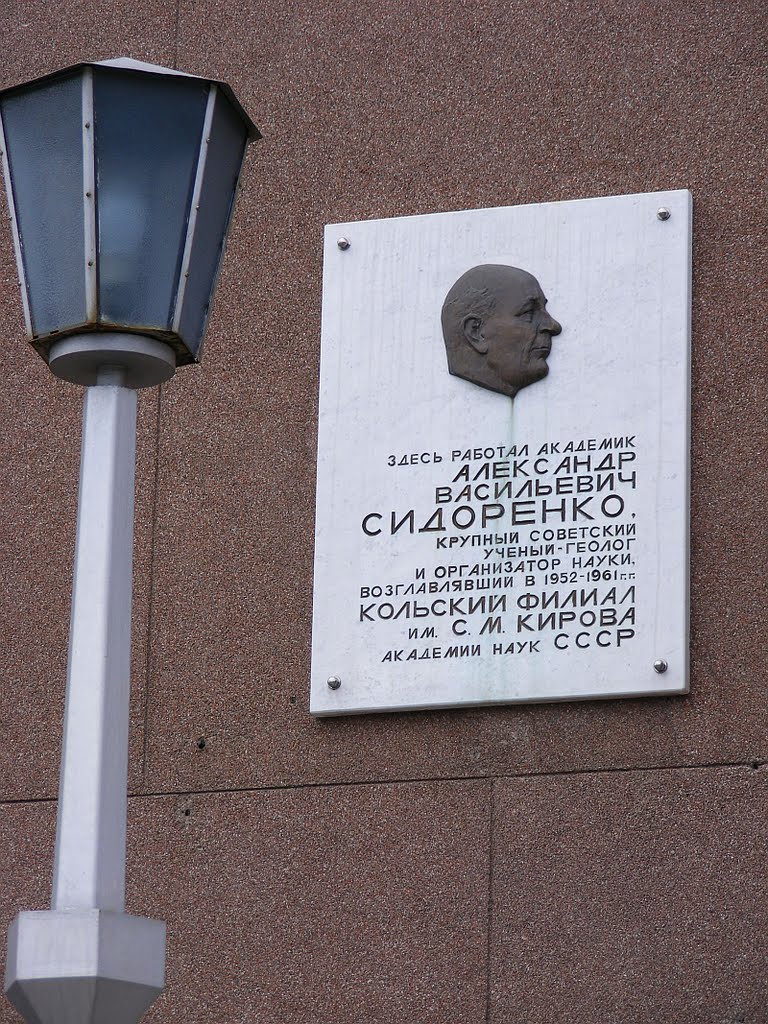 ЗДЕСЬ РАБОТАЛ АКАДЕМИК
АЛЕКСАНДР
ВАСИЛЬЕВИЧ
СИДОРЕНКО,
КРУПНЫЙ СОВЕТСКИЙ
УЧЕНЫЙ-ГЕОЛОГ
И ОРГАНИЗАТОР НАУКИ,
ВОЗГЛАВЛЯВШИЙ В 1952-1961 г.г.
КОЛЬСКИЙ ФИЛИАЛ
ИМ. С. М. КИРОВА
АКАДЕМИИ НАУК СССР